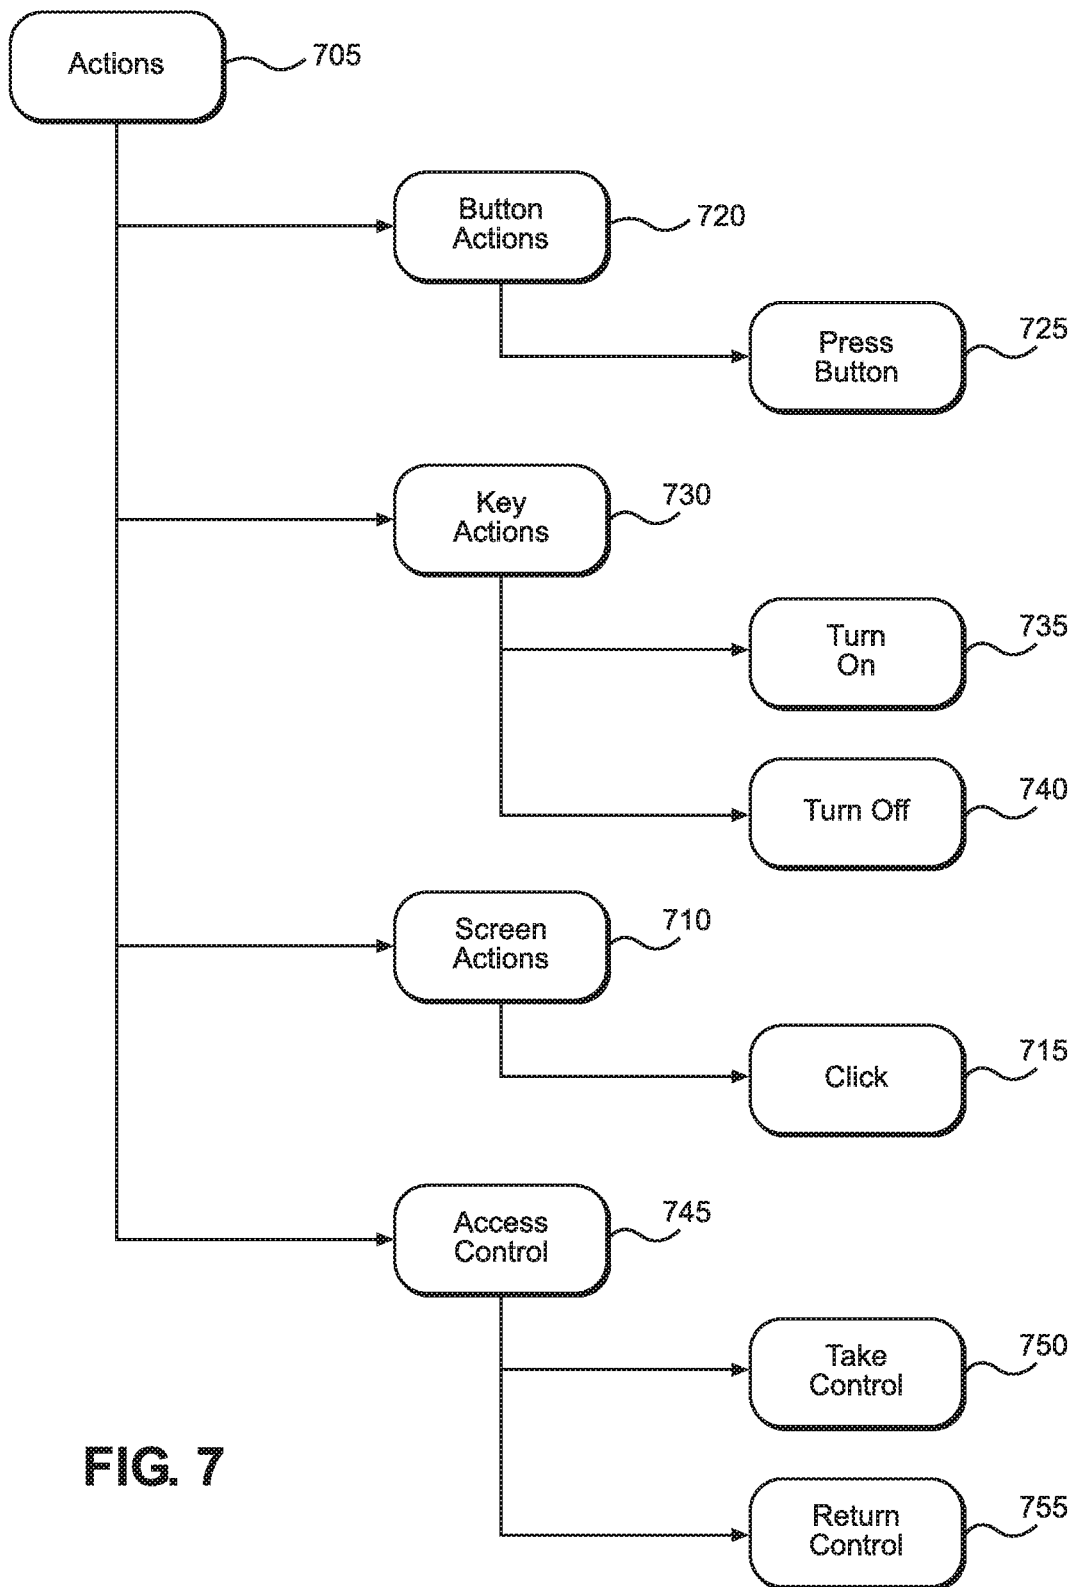 Actions
705
Button
Actions
720
Press
Button
725
Key
Actions
730
Turn
On
735
Turn Off
740
Screen
Actions
710
Click
715
Access
Control
745
Take
Control
750
FIG. 7
Return
Control
755